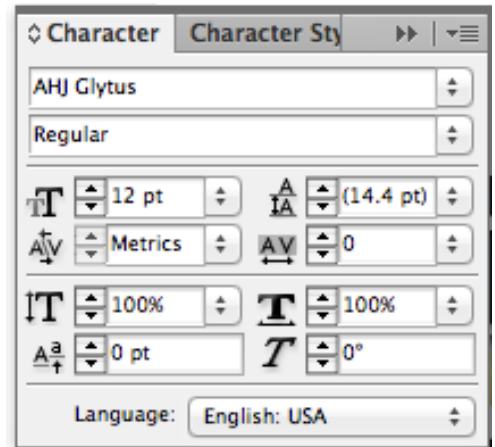 Character Character Sty
AHJ Glytus
Regular
12 pt (14.4 pt)
Metrics 0
100% 100%
0 pt 0°
Language: English: USA